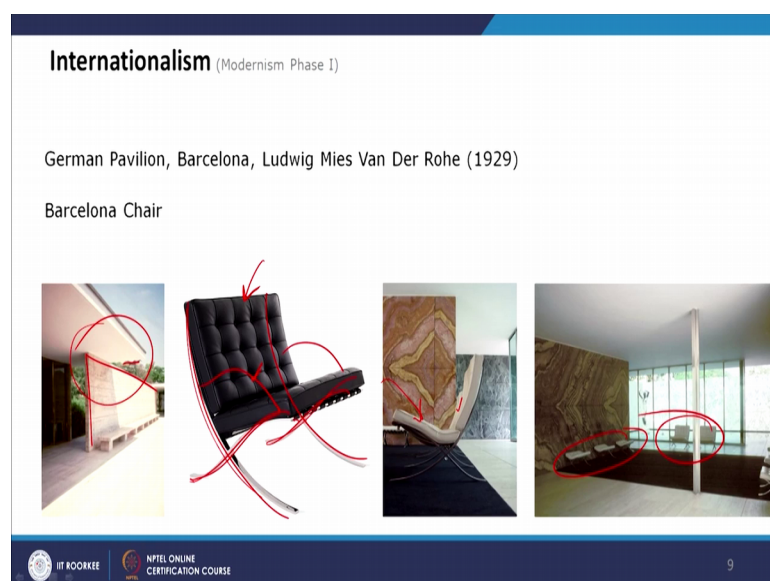 Internationalism (Modernism Phase I)
German Pavilion, Barcelona, Ludwig Mies Van Der Rohe (1929)
Barcelona Chair
IIT ROORKEE
NPTEL
NPTEL ONLINE
CERTIFICATION COURSE
9